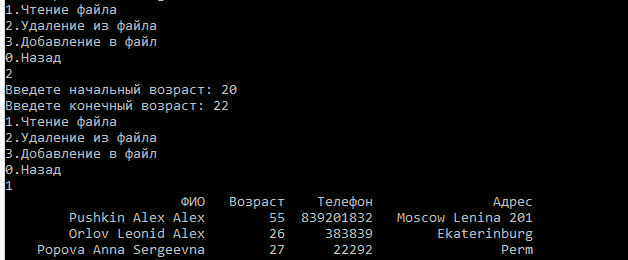 1.Чтение файла
2.Удаление из файла
3.Добавление в файл
0.Назад
2
Введете начальный возраст: 20
Введете конечный возраст: 22
1.Чтение файла
2.Удаление из файла
3.Добавление в файл
0.Назад
1
ФИО Возраст Телефон Адрес
Pushkin Alex Alex 55 839201832 Moscow Lenina 201
Orlov Leonid Alex 26 383839 Ekaterinburg
Popova Anna Sergeevna 27 22292 Perm